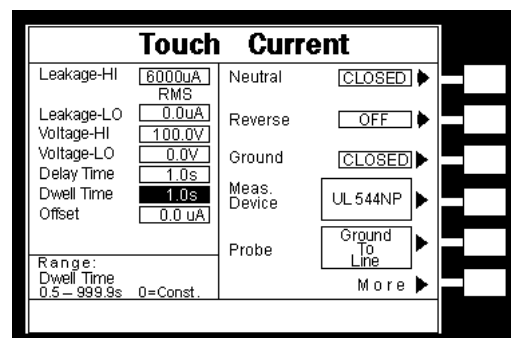 Touch Current
Leakage-HI 6000uA
RMS
Leakage-LO 0.0uA
Voltage-HI 100.0V
Voltage-LO 0.0V
Delay Time 1.0s
Dwell Time 1.0s
Offset 0.0 uA
Range:
Dwell Time
0.5 – 999.9s 0=Const.
Neutral CLOSED
Reverse OFF
Ground CLOSED
Meas.
Device UL544NP
Probe Ground
To
Line
More